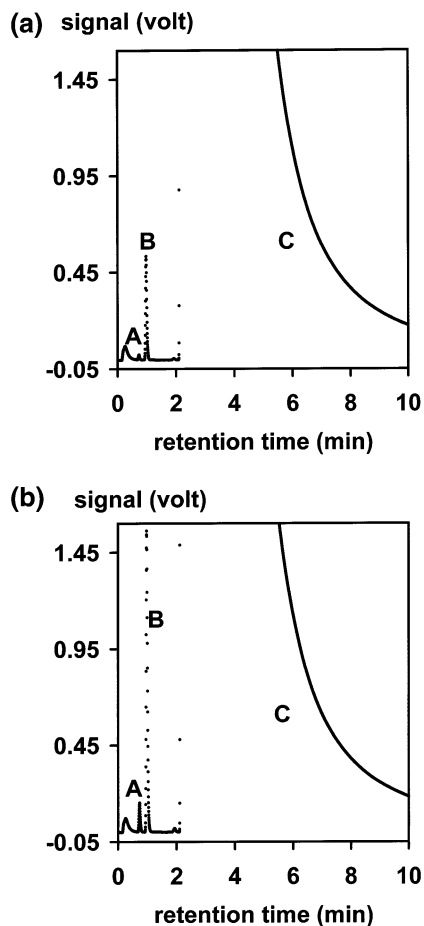 (a) signal (volt)
1.45
B
0.95
C
0.45
A
-0.05
0 2 4 6 8 10
retention time (min)
(b) signal (volt)
1.45
B
0.95
C
0.45
A
-0.05
0 2 4 6 8 10
retention time (min)